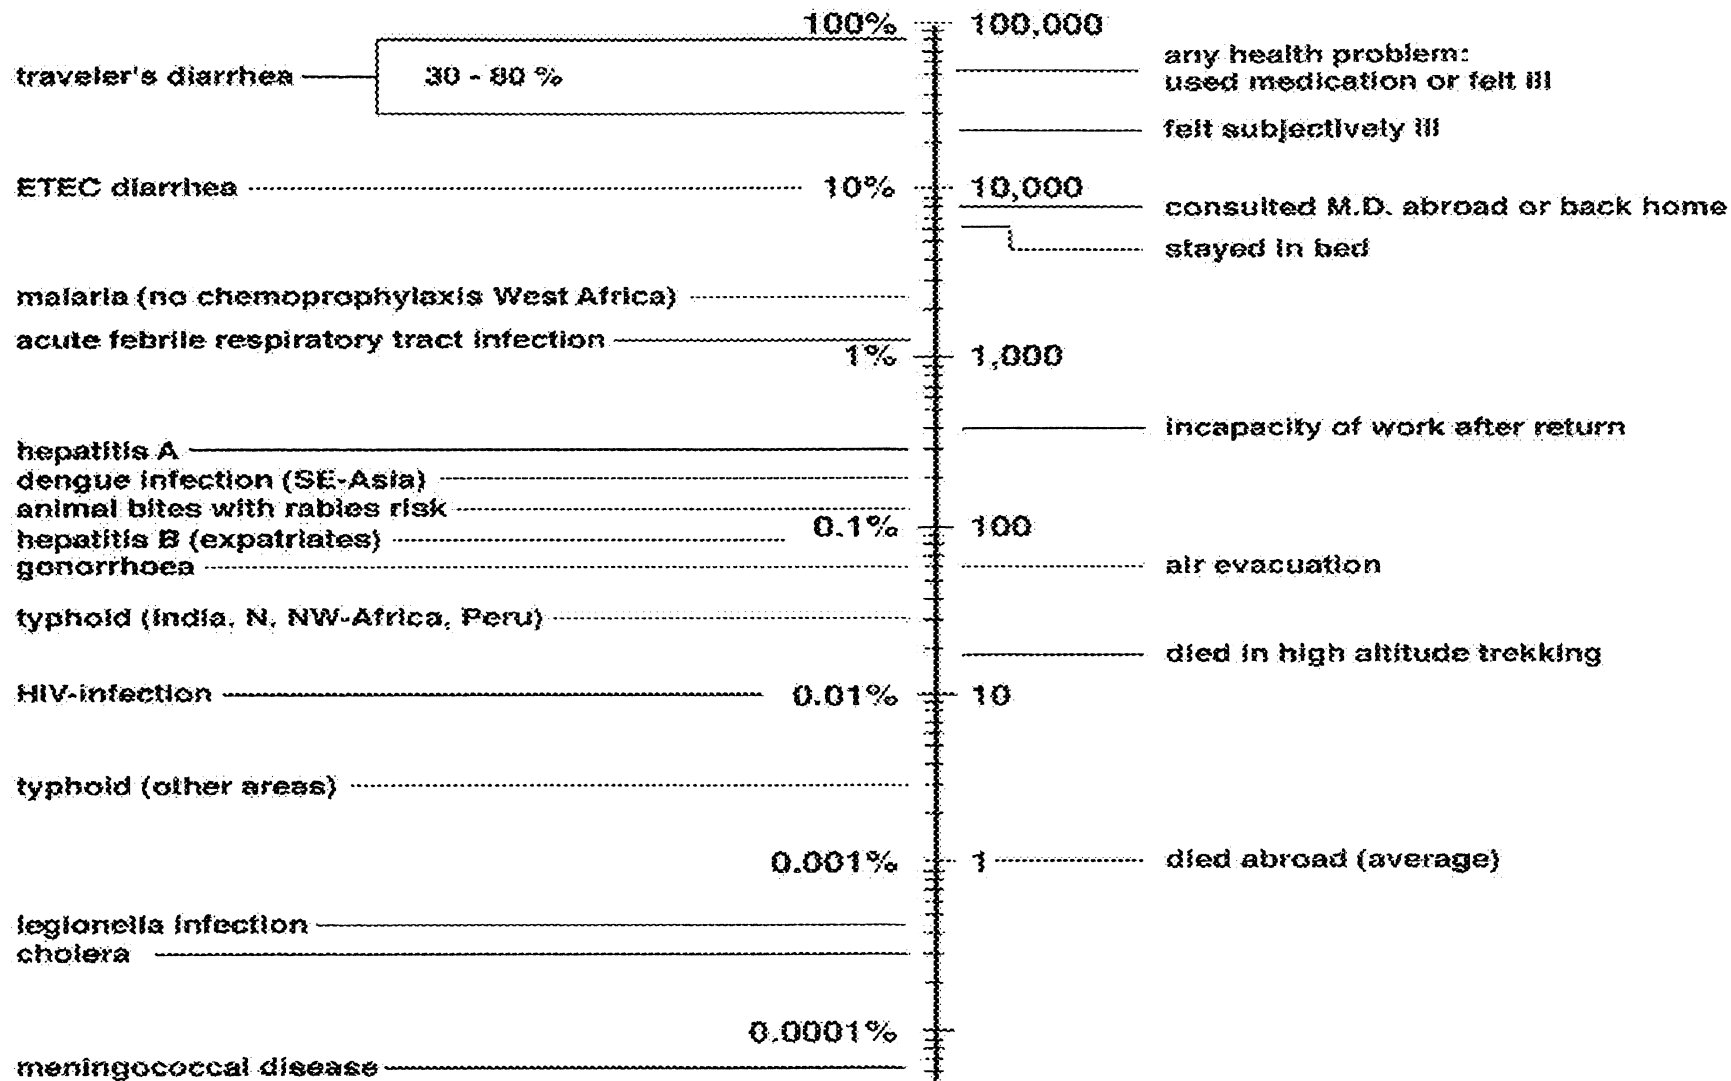 100% 100,000
any health problem:
traveler's diarrhea 30 - 80 % used medication or felt ill
felt subjectively ill
ETEC diarrhea 10% 10,000
consulted M.D. abroad or back home
stayed in bed
malaria (no chemoprophylaxis West Africa)
acute febrile respiratory tract infection
1% 1,000
incapacity of work after return
hepatitis A
dengue infection (SE-Asia)
animal bites with rabies risk
0.1% 100
hepatitis B (expatriates)
gonorrhoea air evacuation
typhoid (India, N, NW-Africa, Peru)
died in high altitude trekking
HIV-infection 0.01% 10
typhoid (other areas)
0.001% 1 died abroad (average)
legionella infection
cholera
0.0001%
meningococcal disease